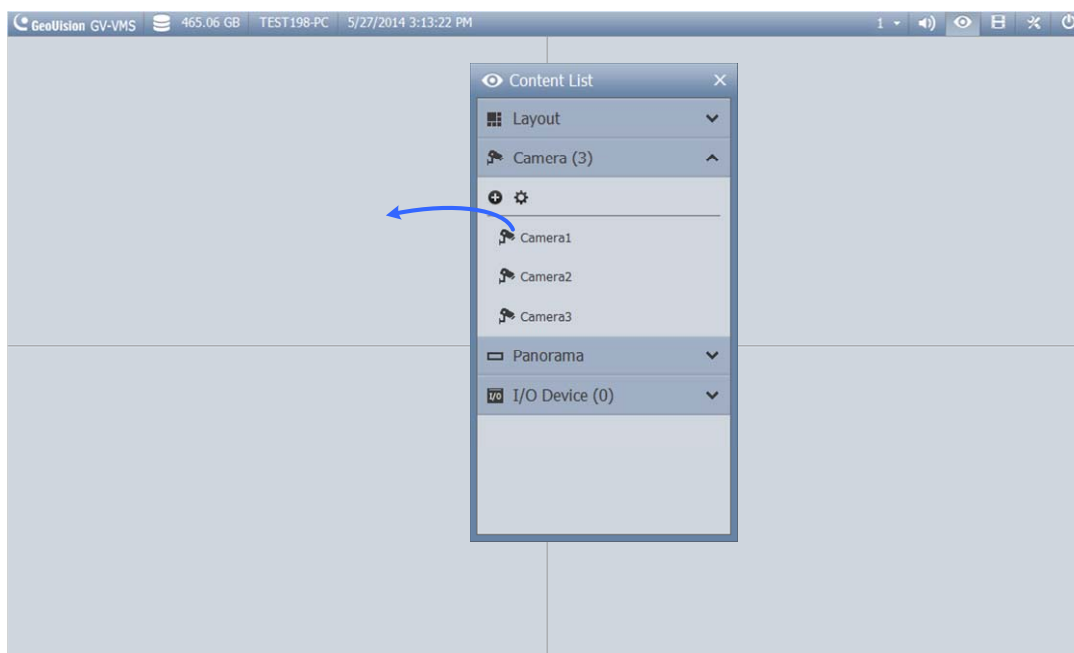 GeoVision GV-VMS 465.06 GB TEST198-PC 5/27/2014 3:13:22 PM 1
Content List
Layout
Camera (3)
Camera1
Camera2
Camera3
Panorama
I/O I/O Device (0)